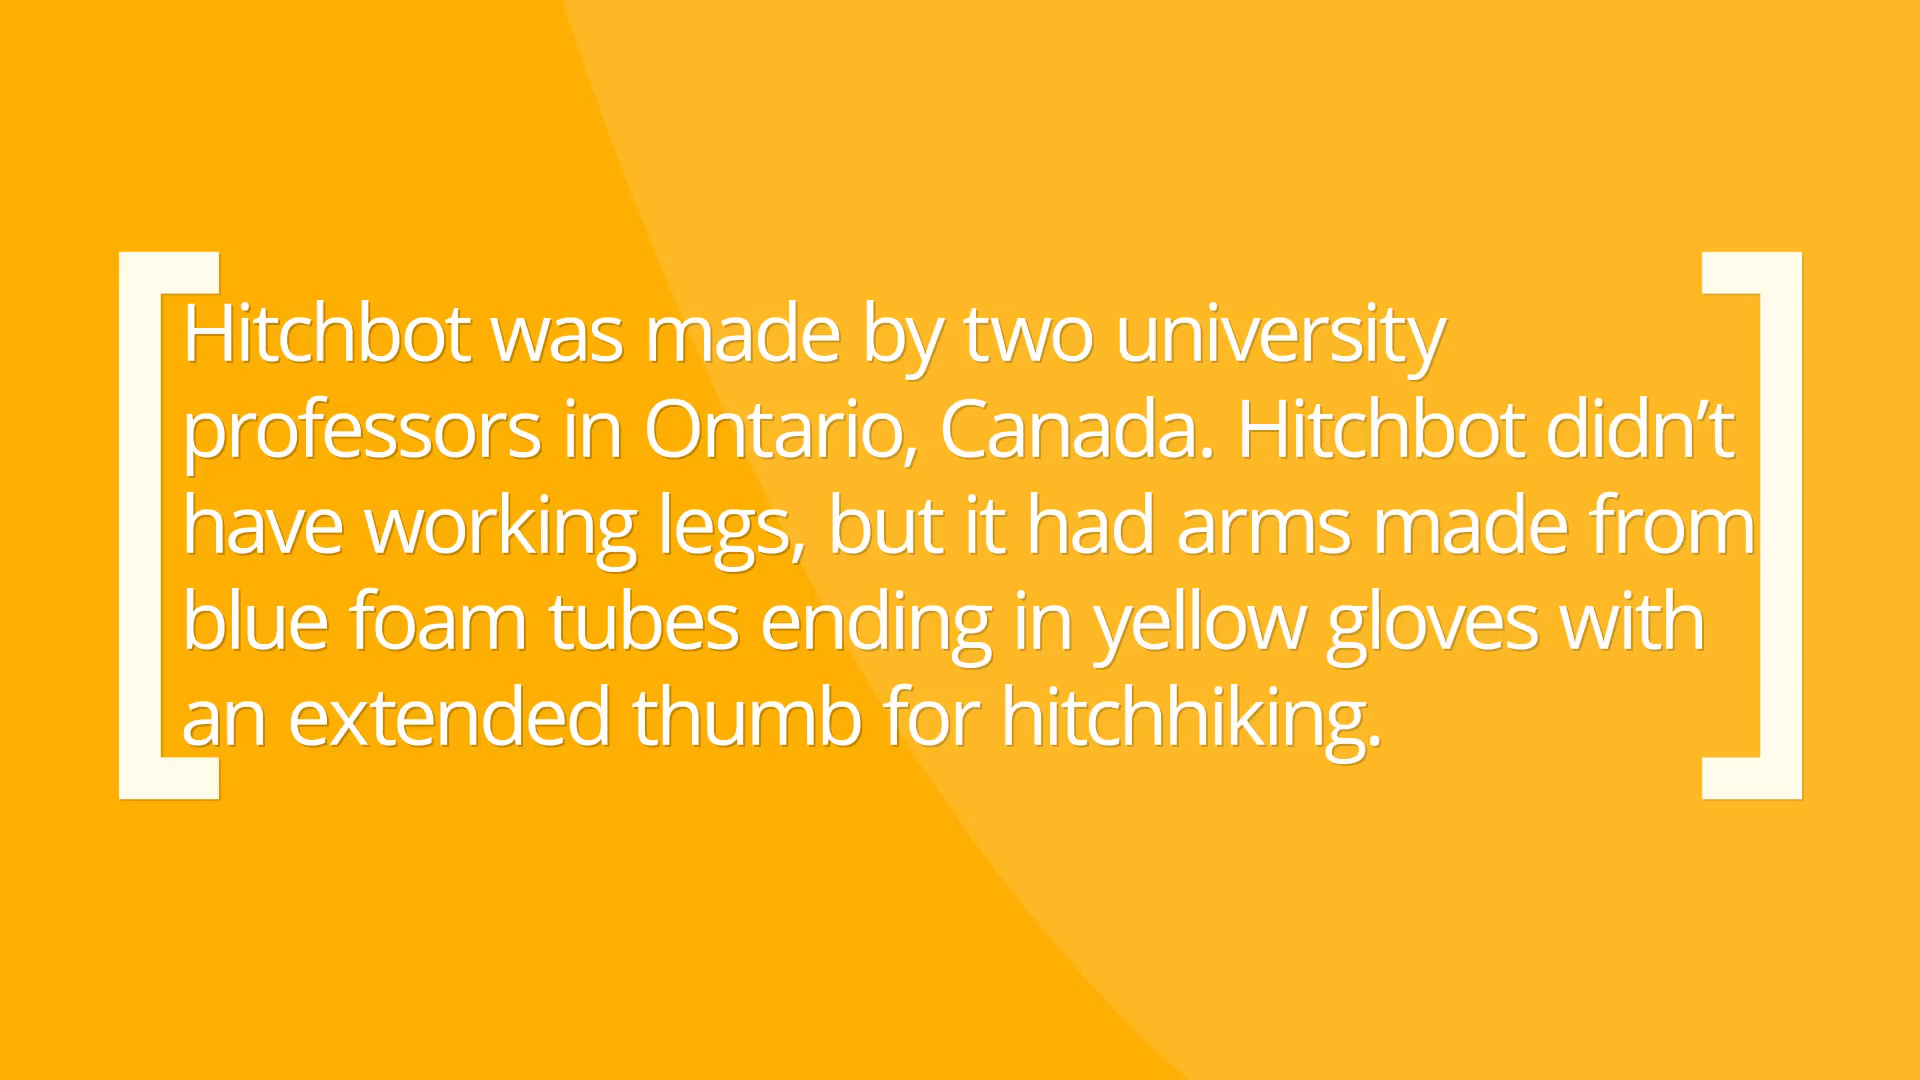 Hitchbot was made by two university
professors in Ontario, Canada. Hitchbot didn’t
have working legs, but it had arms made from
blue foam tubes ending in yellow gloves with
an extended thumb for hitchhiking.